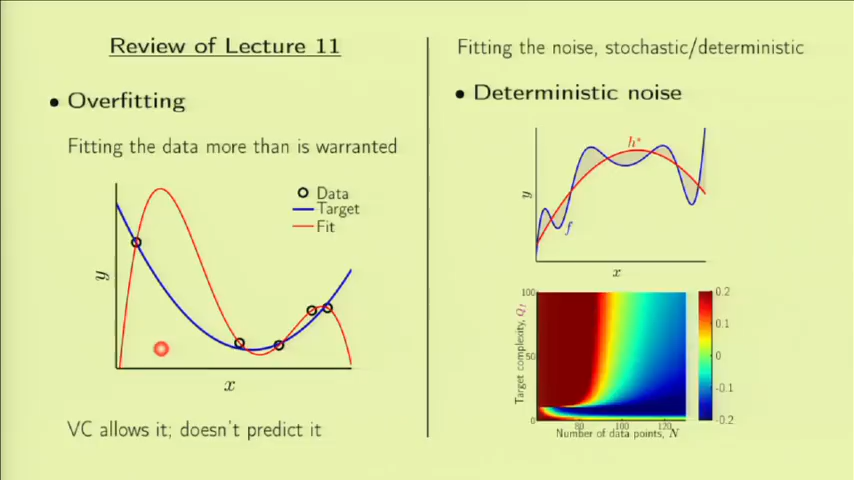 Review of Lecture 11
• Overfitting
Fitting the data more than is warranted
Data
Target
Fit
y
x
VC allows it; doesn't predict it
Fitting the noise, stochastic/deterministic
• Deterministic noise
h*
y
f
x
Target complexity, Qf
100
50
0
80
100
120
Number of data points, N
0.2
0.1
0
-0.1
-0.2